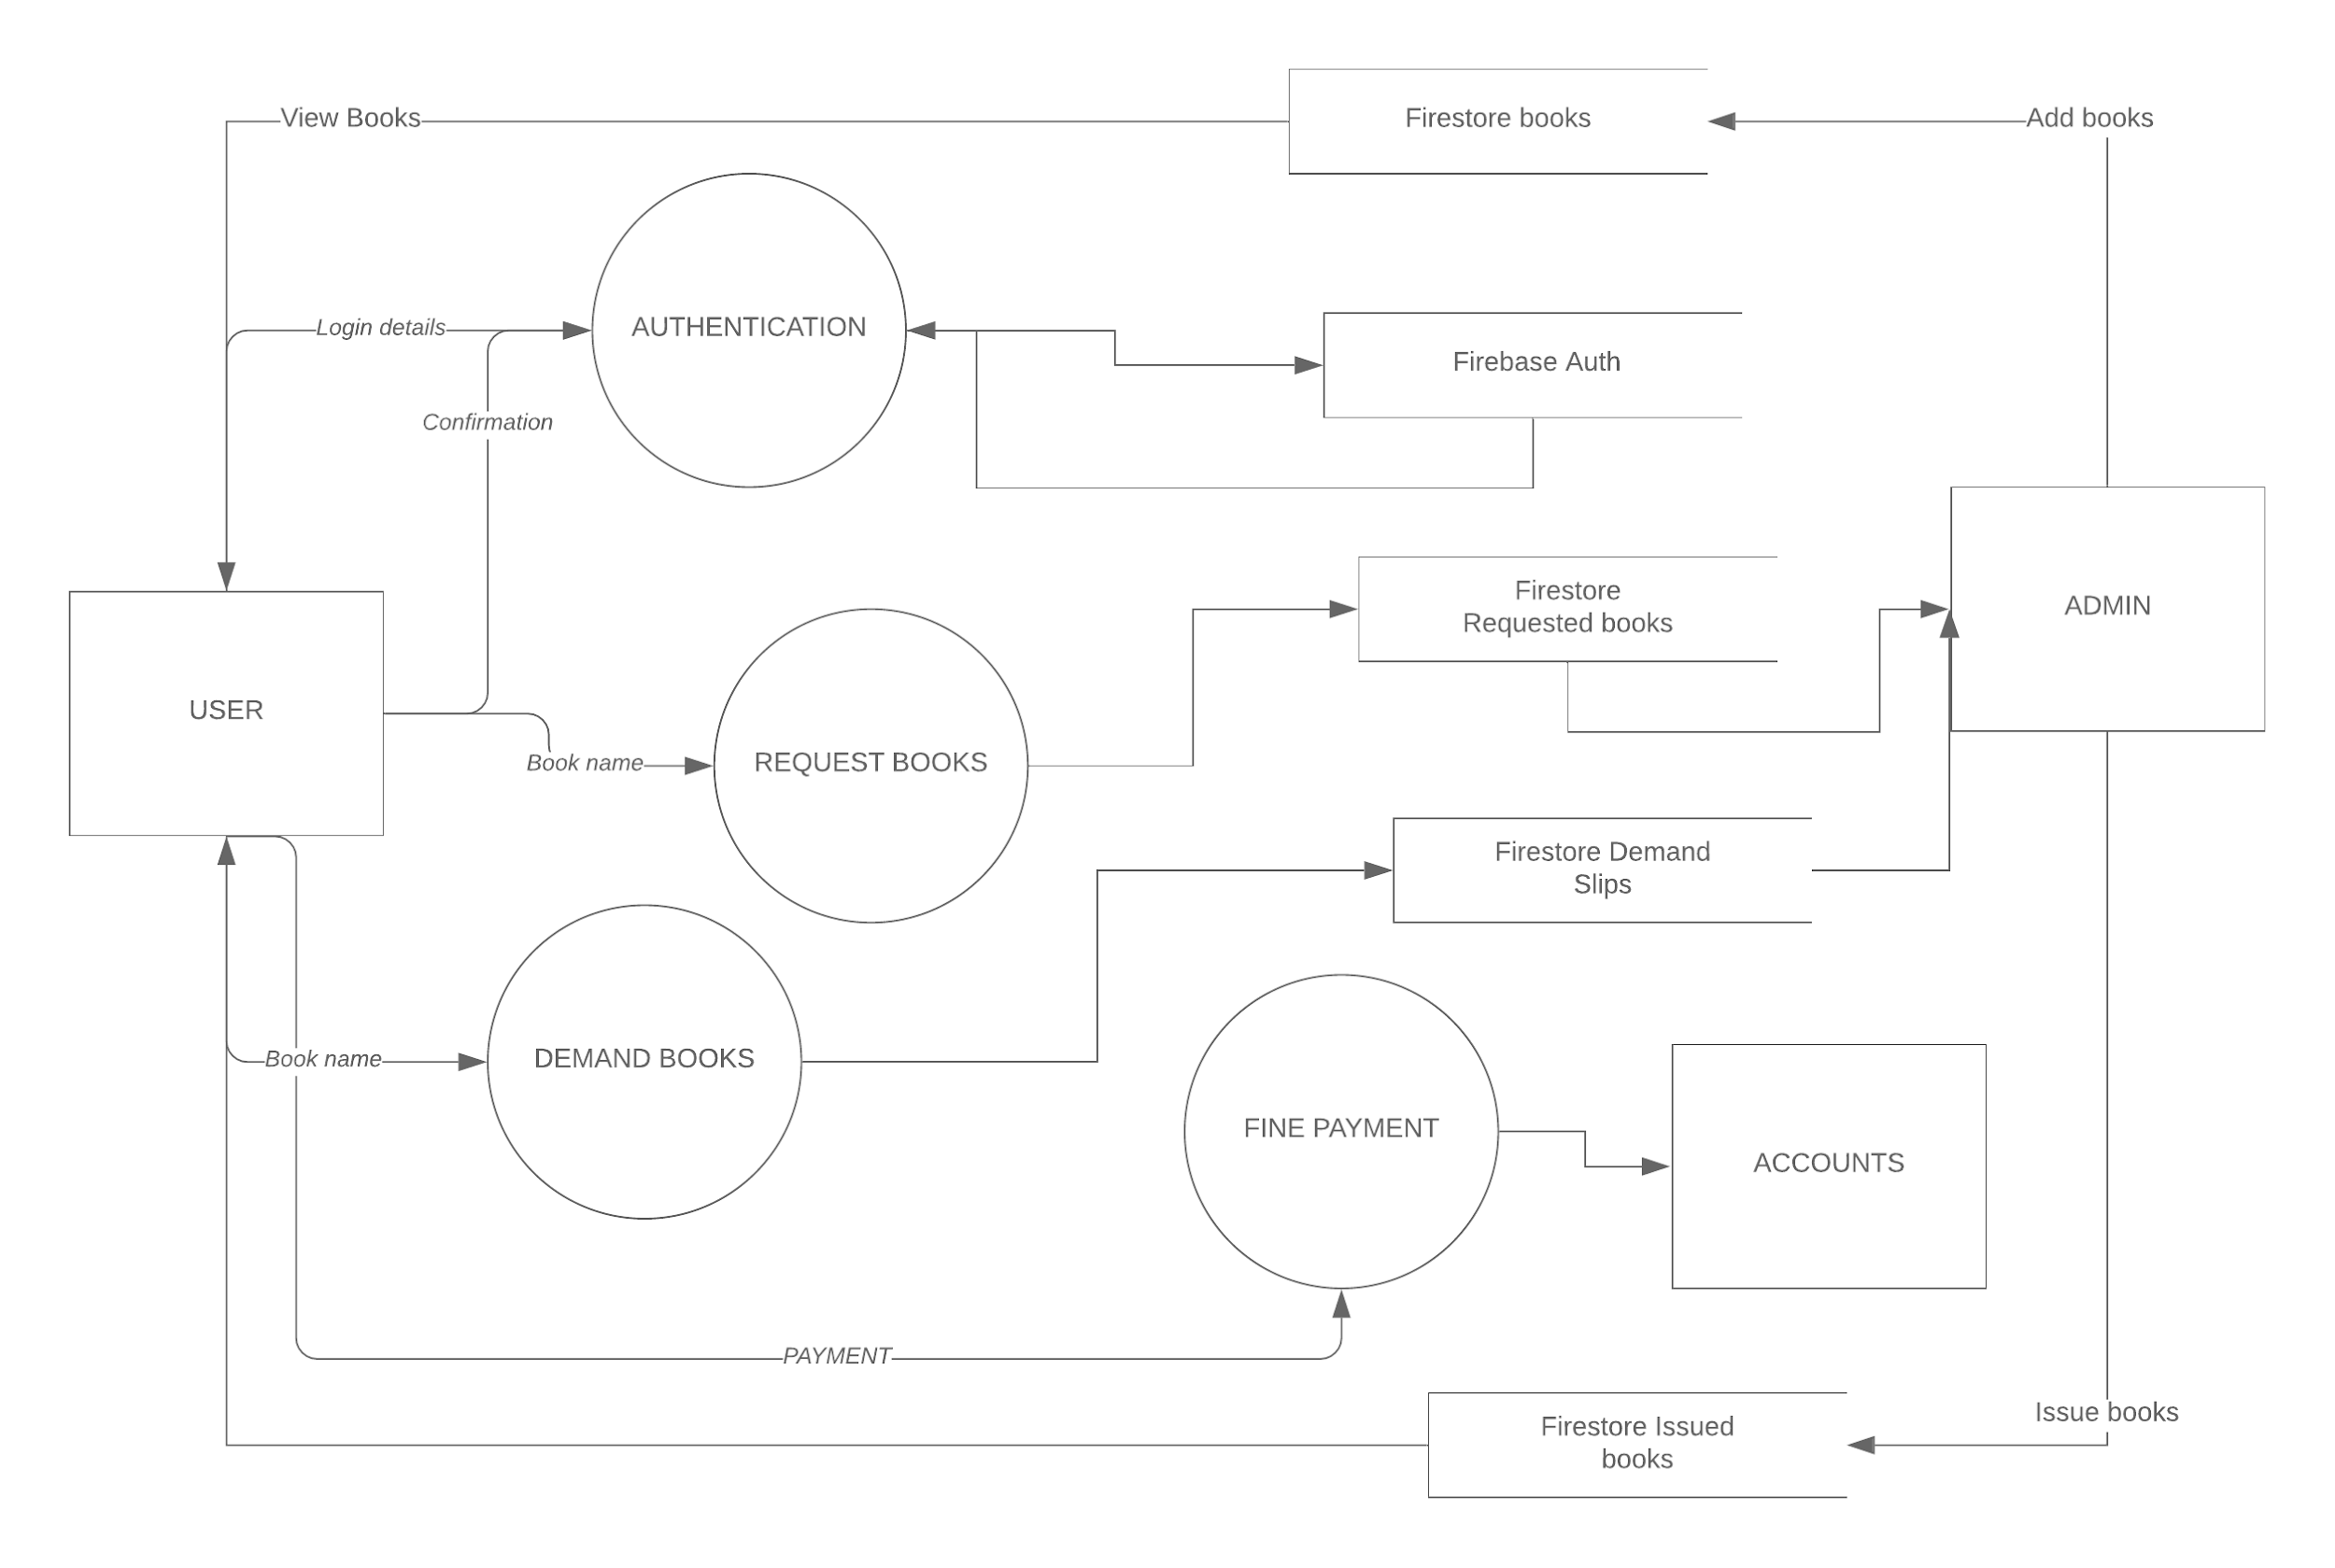 View Books
Firestore books
Add books
Login details
AUTHENTICATION
Firebase Auth
Confirmation
Firestore
Requested books
ADMIN
USER
Book name
REQUEST BOOKS
Firestore Demand
Slips
Book name
DEMAND BOOKS
FINE PAYMENT
ACCOUNTS
PAYMENT
Issue books
Firestore Issued
books